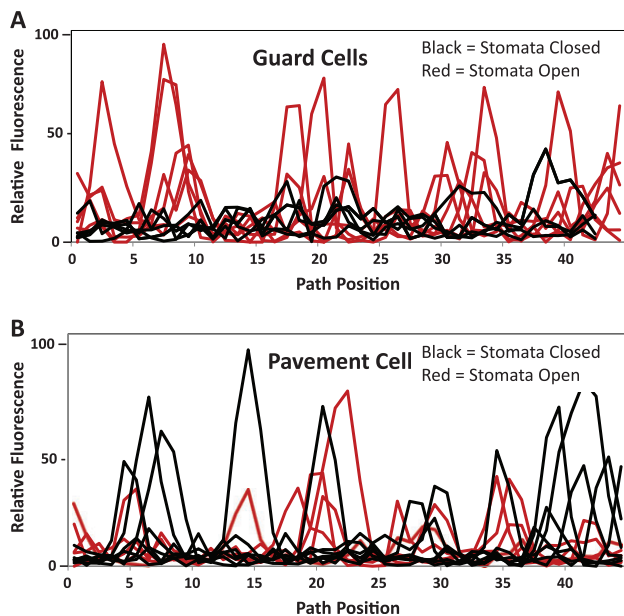 A
100
Guard Cells
Black = Stomata Closed
Red = Stomata Open
Relative Fluorescence
50
0
0 5 10 15 20 25 30 35 40
Path Position
B
100
Pavement Cell
Black = Stomata Closed
Red = Stomata Open
Relative Fluorescence
50
0
0 5 10 15 20 25 30 35 40
Path Position